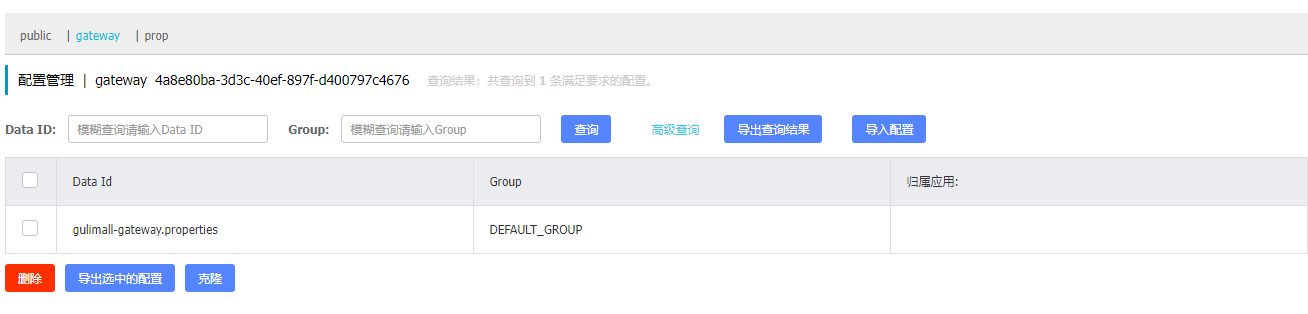 public | gateway | prop
配置管理 | gateway 4a8e80ba-3d3c-40ef-897f-d400797c4676 查询结果：共查询到 1 条满足要求的配置。
Data ID: 模糊查询请输入Data ID Group: 模糊查询请输入Group 查询 高级查询 导出查询结果 导入配置
Data Id Group 归属应用:
gulimall-gateway.properties DEFAULT_GROUP
删除 导出选中的配置 克隆